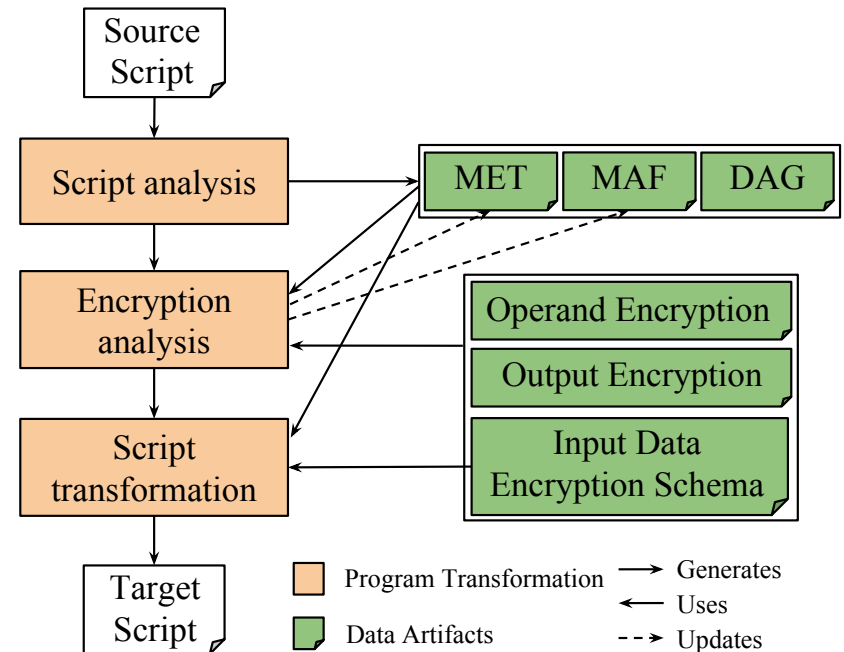 Source
Script
Script analysis
MET
MAF
DAG
Encryption
analysis
Operand Encryption
Output Encryption
Input Data
Encryption Schema
Script
transformation
Target
Script
Program Transformation
Data Artifacts
Generates
Uses
Updates